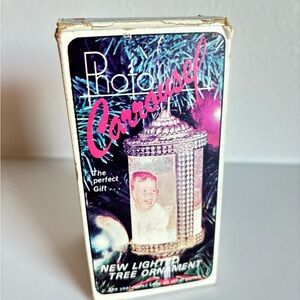 Photo
Carrousel
The
perfect
Gift...
NEW LIGHTED
TREE ORNAMENT